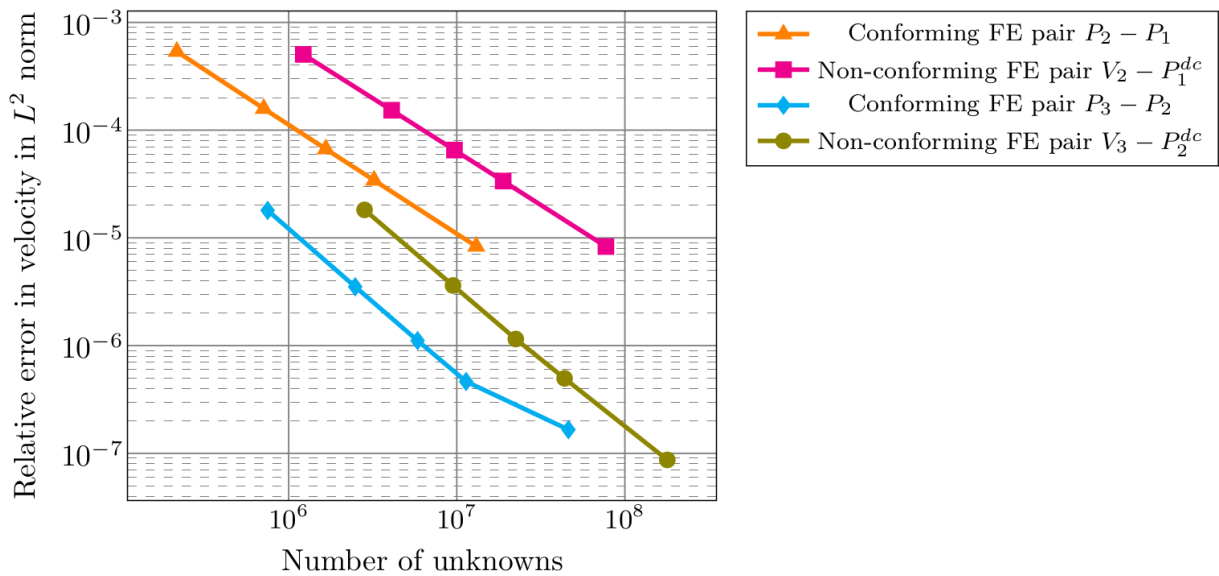 Relative error in velocity in $L^2$ norm
$10^{-3}$
$10^{-4}$
$10^{-5}$
$10^{-6}$
$10^{-7}$
$10^6$ $10^7$ $10^8$
Number of unknowns
Conforming FE pair $P_2 - P_1$
Non-conforming FE pair $V_2 - P_1^{dc}$
Conforming FE pair $P_3 - P_2$
Non-conforming FE pair $V_3 - P_2^{dc}$